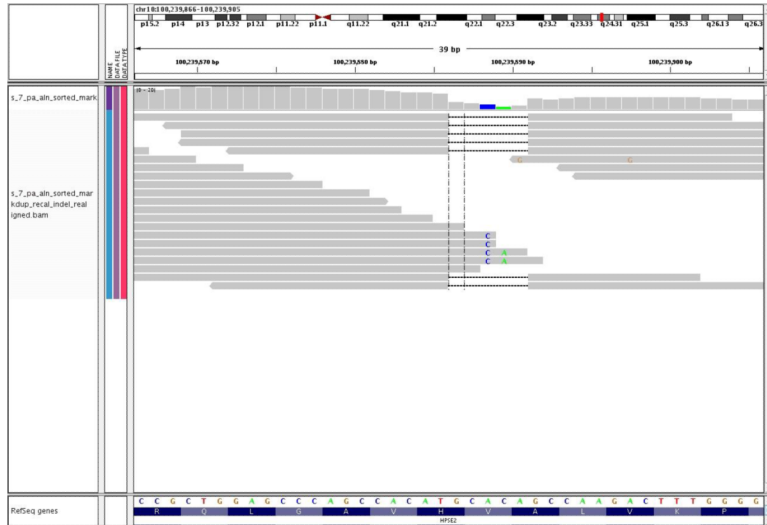 chr10:100,239,866-100,239,905
p15.2 p14 p13 p12.32 p12.1 p11.22 p11.1 q11.22 q21.1 q21.2 q22.1 q22.3 q23.2 q23.33 q24.31 q25.1 q25.3 q26.13 q26.3
39 bp
100,239,870 bp 100,239,880 bp 100,239,890 bp 100,239,900 bp
NAME
DATA FILE
DATA TYPE
s_7_pa_aln_sorted_mark
s_7_pa_aln_sorted_mar
kdup_recal_indel_real
igned.bam
G G
C
C
C A
C A
C C G C T G G A G C C C A G C C A C A T G C A C A G C C A A G A C T T T G G G G
RefSeq genes
R Q L G A V H V A L V K P
HPSE2